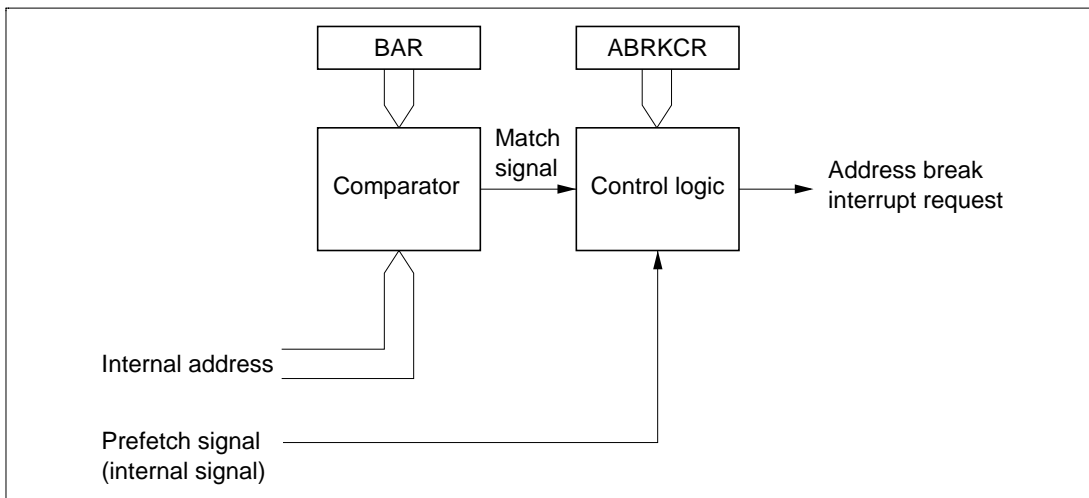 BAR
ABRKCR
Match
signal
Comparator
Control logic
Address break
interrupt request
Internal address
Prefetch signal
(internal signal)